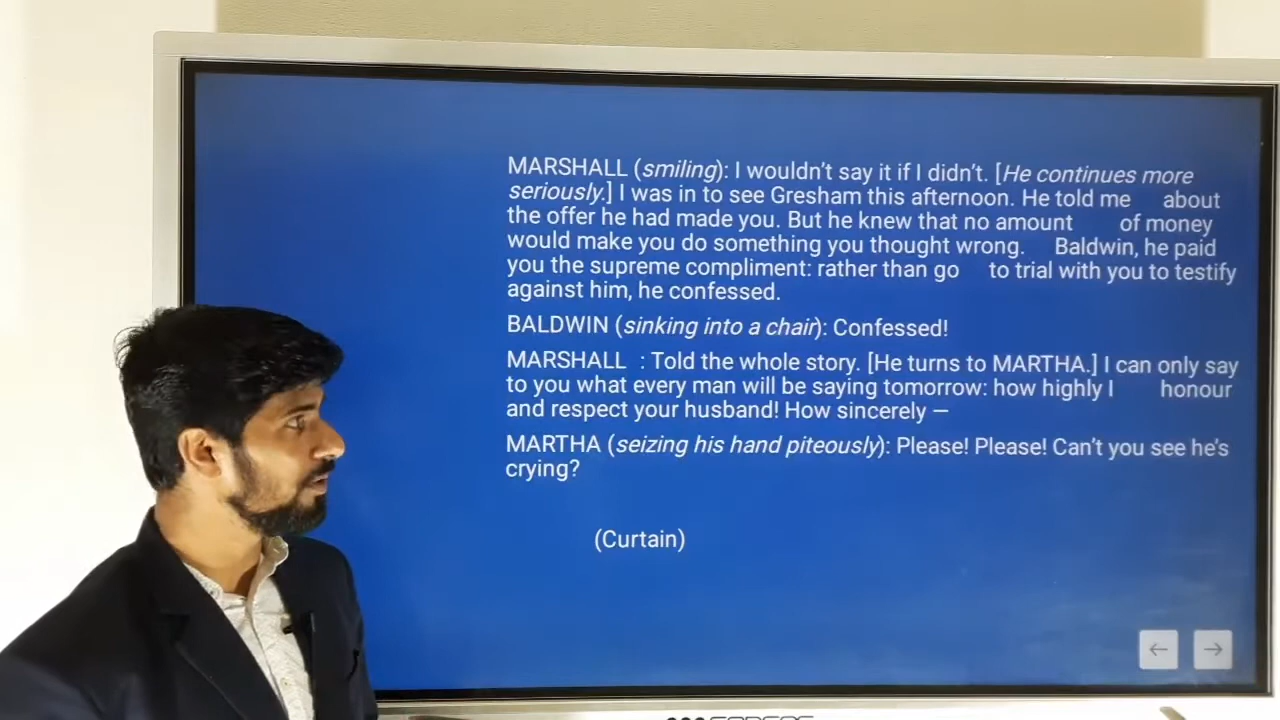 MARSHALL (smiling): I wouldn't say it if I didn't. [He continues more
seriously.] I was in to see Gresham this afternoon. He told me about
the offer he had made you. But he knew that no amount of money
would make you do something you thought wrong. Baldwin, he paid
you the supreme compliment: rather than go to trial with you to testify
against him, he confessed.
BALDWIN (sinking into a chair): Confessed!
MARSHALL : Told the whole story. [He turns to MARTHA.] I can only say
to you what every man will be saying tomorrow: how highly I honour
and respect your husband! How sincerely —
MARTHA (seizing his hand piteously): Please! Please! Can't you see he's
crying?
(Curtain)